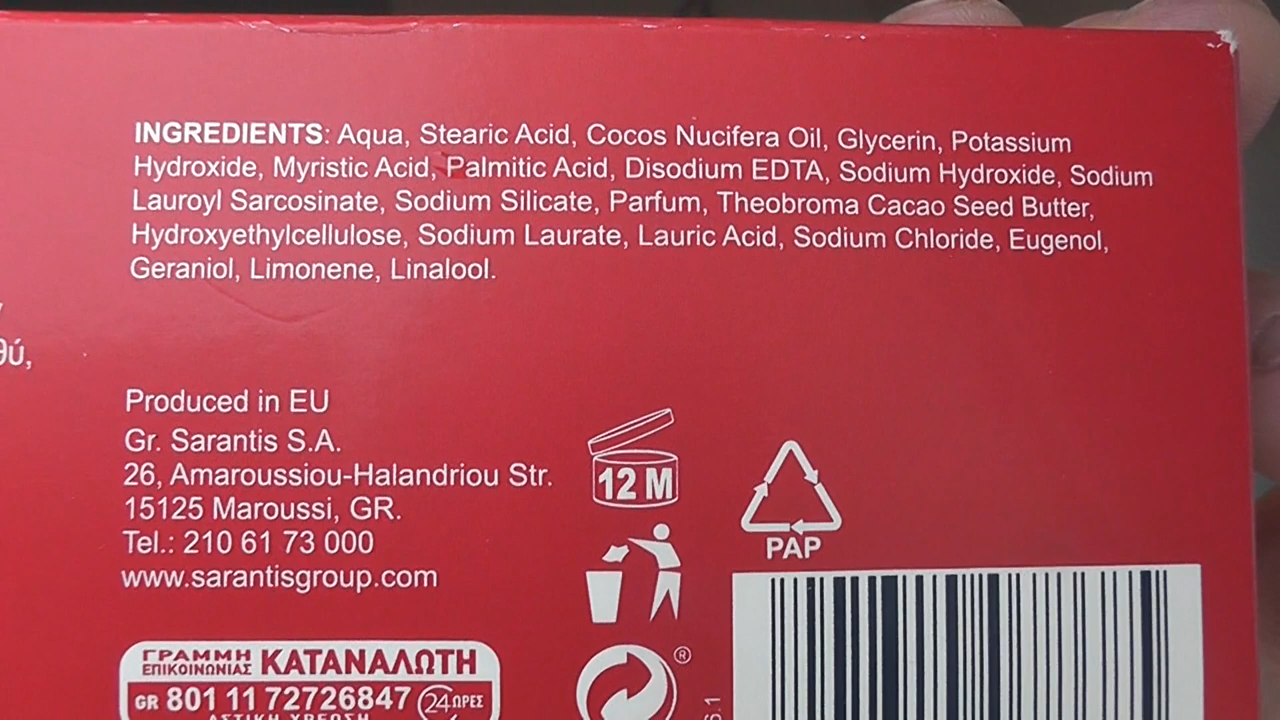 INGREDIENTS: Aqua, Stearic Acid, Cocos Nucifera Oil, Glycerin, Potassium
Hydroxide, Myristic Acid, Palmitic Acid, Disodium EDTA, Sodium Hydroxide, Sodium
Lauroyl Sarcosinate, Sodium Silicate, Parfum, Theobroma Cacao Seed Butter,
Hydroxyethylcellulose, Sodium Laurate, Lauric Acid, Sodium Chloride, Eugenol,
Geraniol, Limonene, Linalool.
Produced in EU
Gr. Sarantis S.A.
26, Amaroussiou-Halandriou Str.
15125 Maroussi, GR.
Tel.: 210 61 73 000
www.sarantisgroup.com
12 M
PAP
ΓΡΑΜΜΗ
ΕΠΙΚΟΙΝΩΝΙΑΣ ΚΑΤΑΝΑΛΩΤΗ
GR 801 11 72726847 24ΩΡΕΣ
ΑΣΤΙΚΗ ΧΡΕΩΣΗ
®